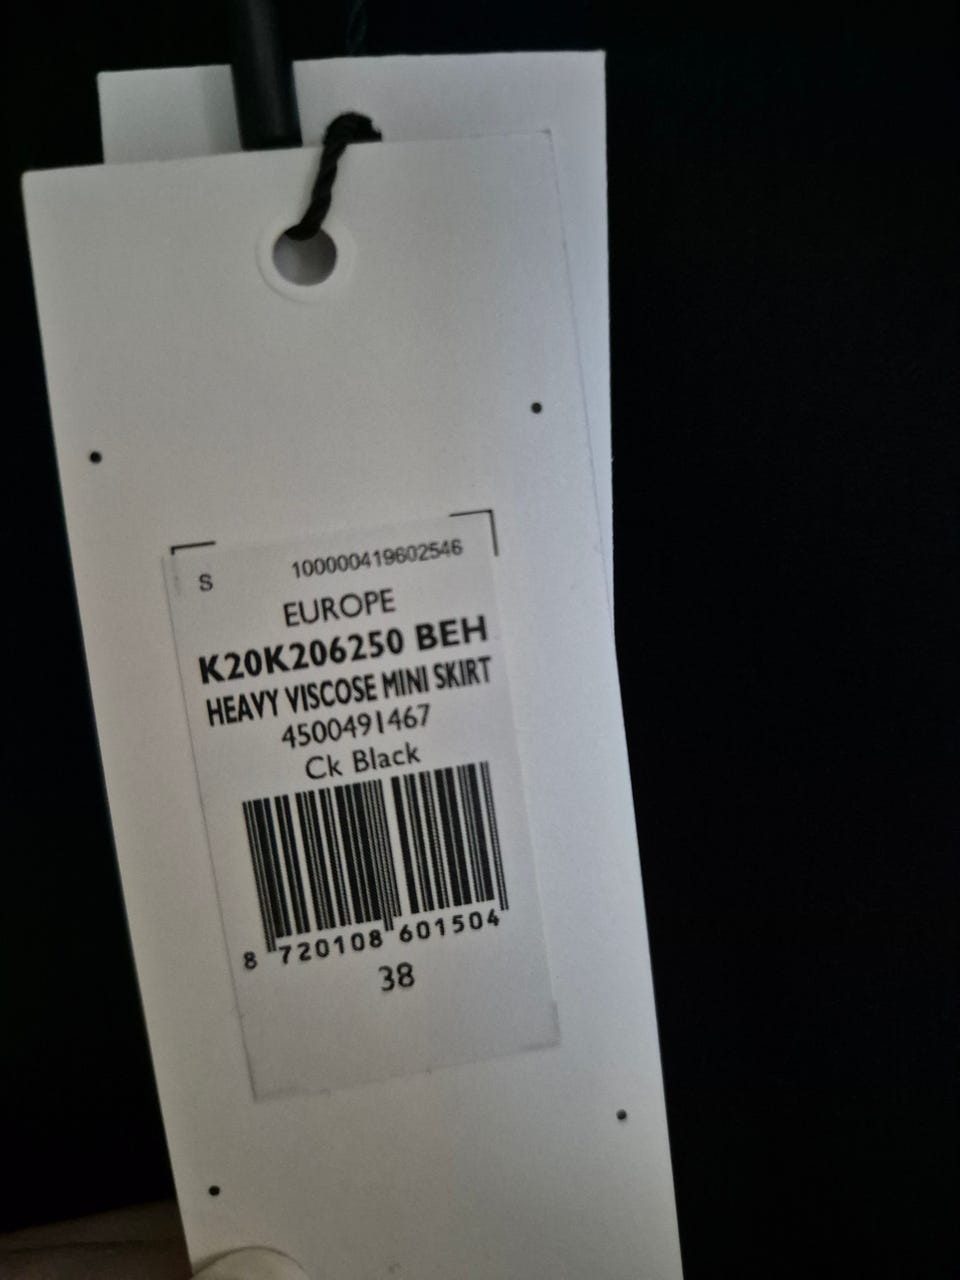 S 100000419602546
EUROPE
K20K206250 BEH
HEAVY VISCOSE MINI SKIRT
4500491467
Ck Black
8 720108 601504
38